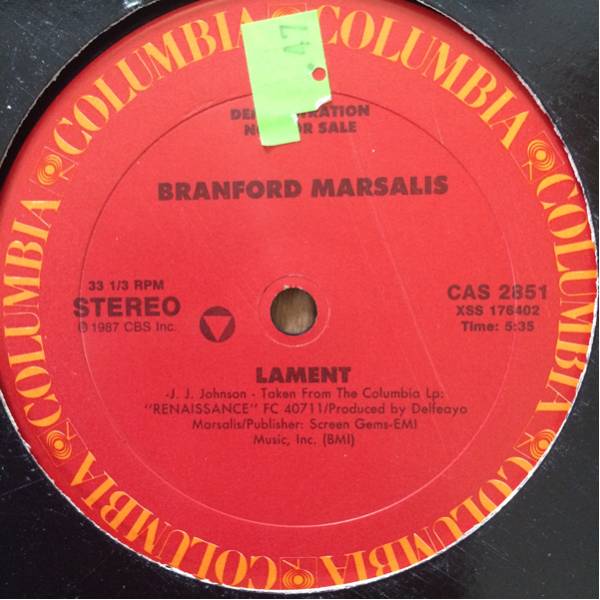 COLUMBIA COLUMBIA COLUMBIA COLUMBIA COLUMBIA COLUMBIA COLUMBIA COLUMBIA
.47
NOT FOR SALE
BRANFORD MARSALIS
33 1/3 RPM
STEREO
℗ 1987 CBS Inc.
CAS 2851
XSS 176402
Time: 5:35
LAMENT
-J. J. Johnson - Taken From The Columbia Lp:
"RENAISSANCE" FC 40711/Produced by Delfeayo
Marsalis/Publisher: Screen Gems-EMI
Music, Inc. (BMI)